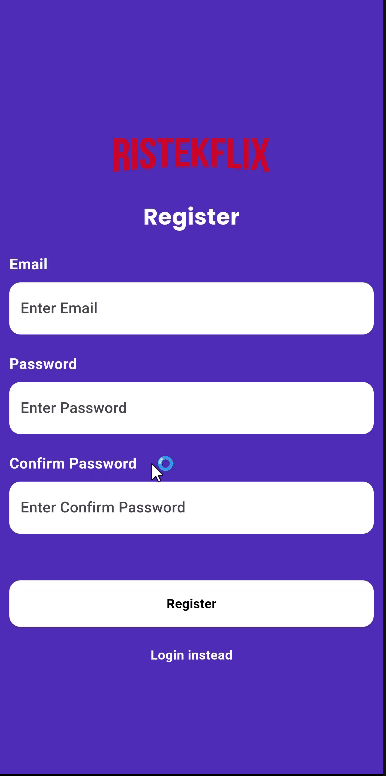 RISTEKFLIX
Register
Email
Enter Email
Password
Enter Password
Confirm Password
Enter Confirm Password
Register
Login instead